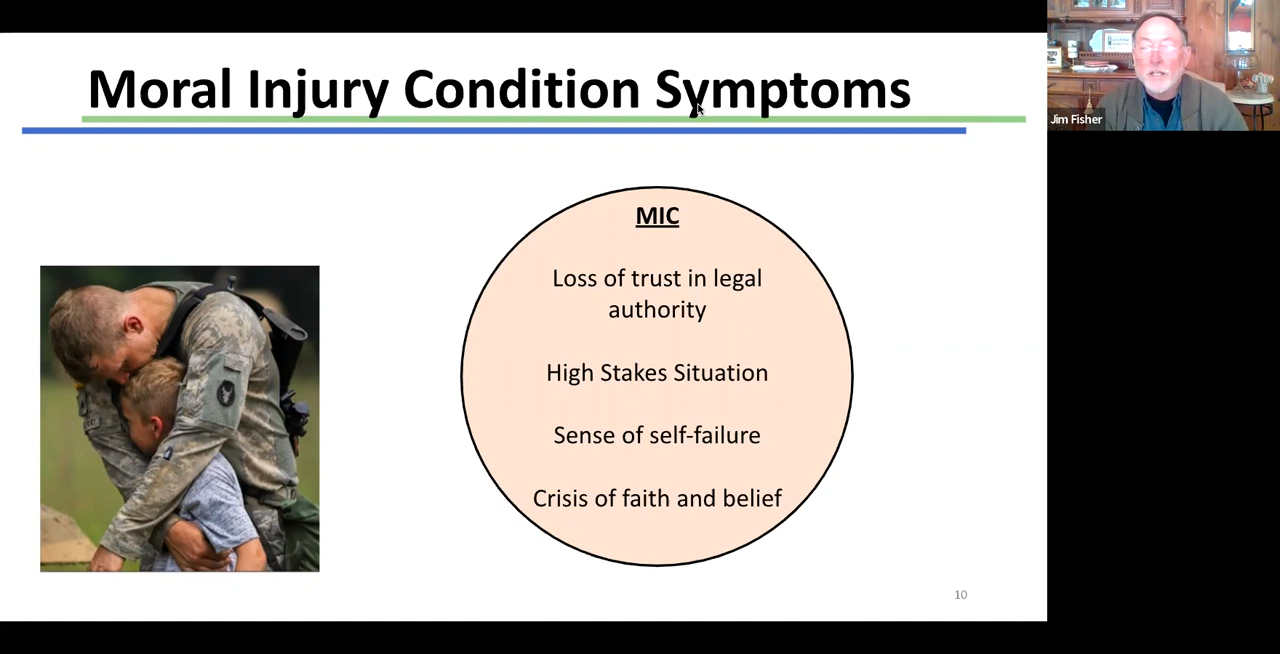 Moral Injury Condition Symptoms
Jim Fisher
MIC
Loss of trust in legal
authority
High Stakes Situation
Sense of self-failure
Crisis of faith and belief
10